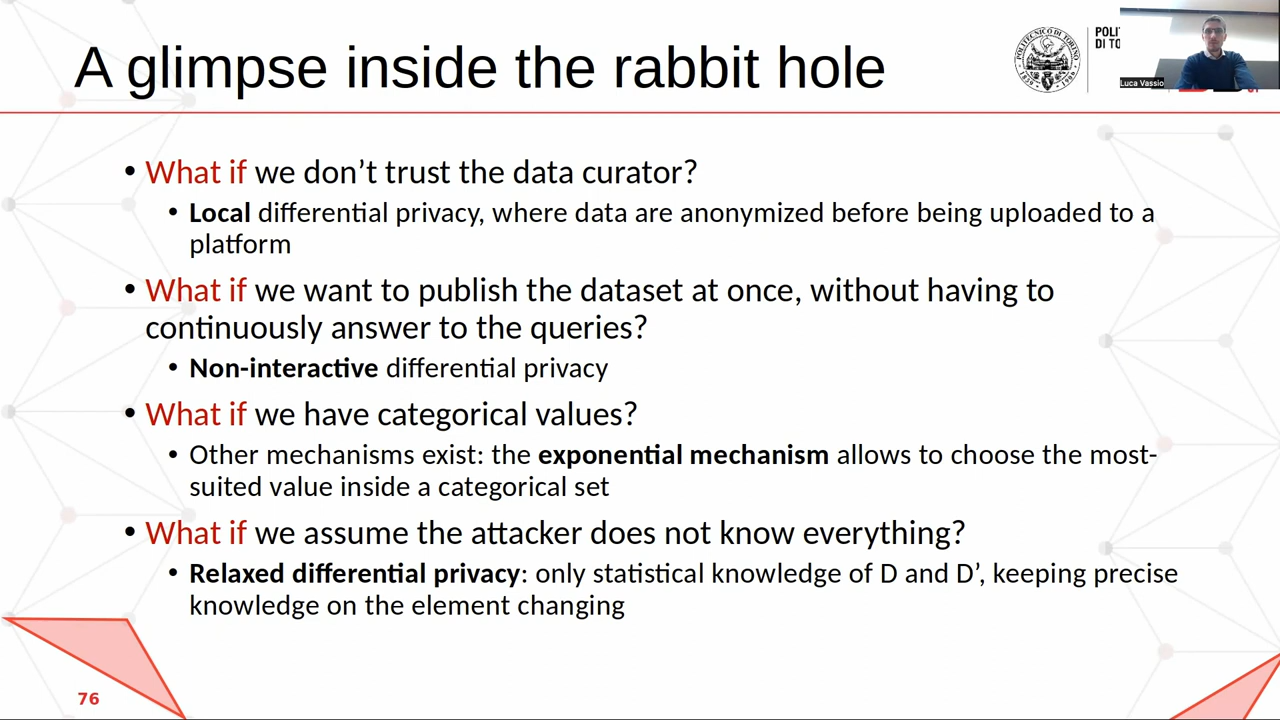 A glimpse inside the rabbit hole
POLI
DI TO
Luca Vassio
• What if we don’t trust the data curator?
• Local differential privacy, where data are anonymized before being uploaded to a
platform
• What if we want to publish the dataset at once, without having to
continuously answer to the queries?
• Non-interactive differential privacy
• What if we have categorical values?
• Other mechanisms exist: the exponential mechanism allows to choose the most-
suited value inside a categorical set
• What if we assume the attacker does not know everything?
• Relaxed differential privacy: only statistical knowledge of D and D’, keeping precise
knowledge on the element changing
76